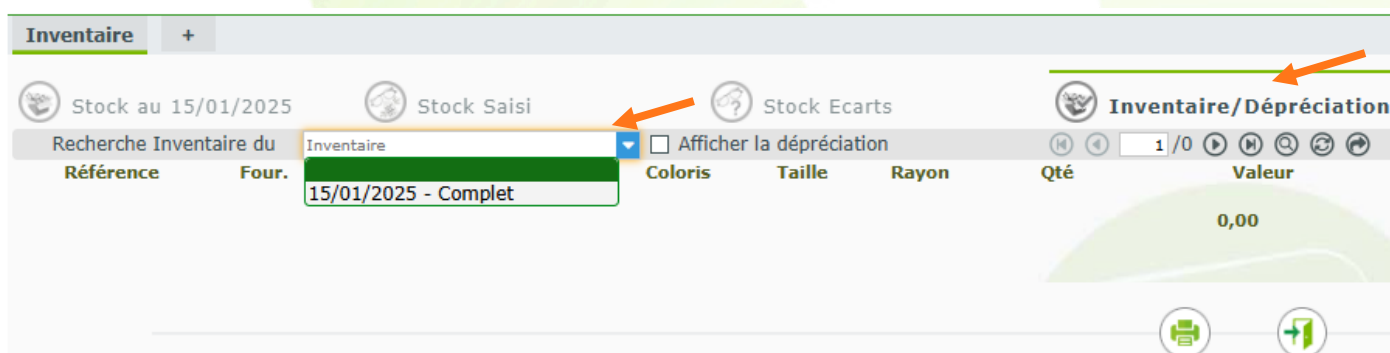 Inventaire +
Stock au 15/01/2025 Stock Saisi Stock Ecarts Inventaire/Dépréciation
Recherche Inventaire du Inventaire Afficher la dépréciation 1 /0
Référence Four. Coloris Taille Rayon Qté Valeur
15/01/2025 - Complet
0,00